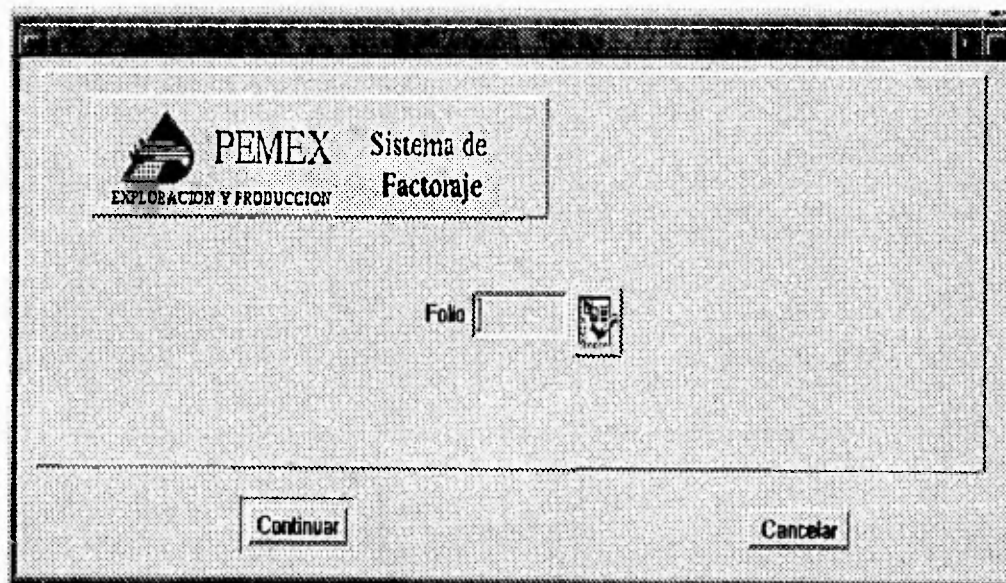 PEMEX
EXPLORACION Y PRODUCCION
Sistema de
Factoraje
Folio
Continuar
Cancelar